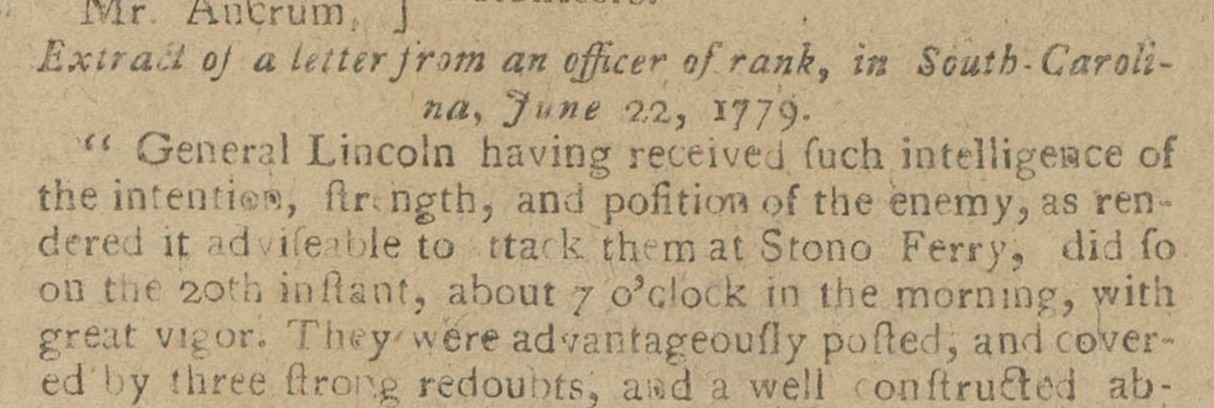 Mr. Ancrum, }
Extract of a letter from an officer of rank, in South-Caroli-
na, June 22, 1779.
“ General Lincoln having received ſuch intelligence of
the intention, ſtrength, and poſition of the enemy, as ren-
dered it adviſeable to attack them at Stono Ferry, did ſo
on the 20th inſtant, about 7 o’clock in the morning, with
great vigor. They were advantageouſly poſted, and cover-
ed by three ſtrong redoubts, and a well conſtructed ab-